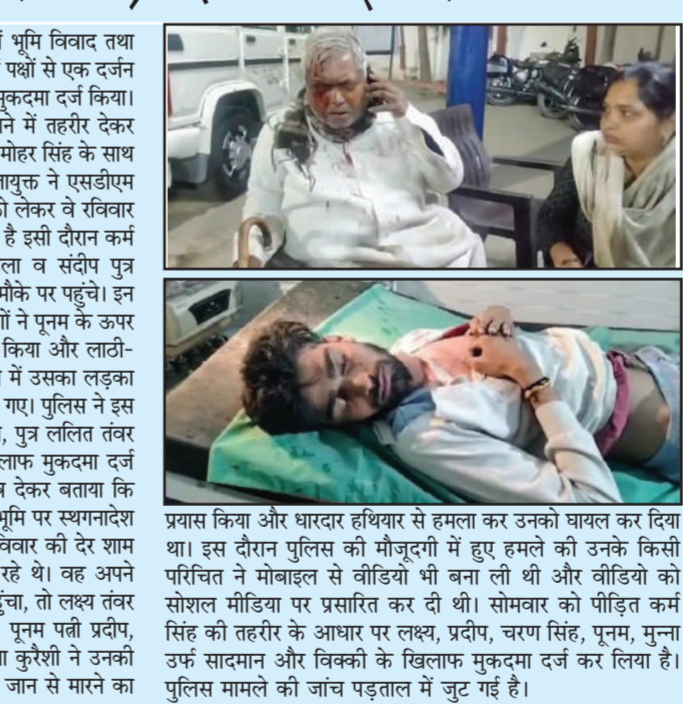 भूमि विवाद तथा
पक्षों से एक दर्जन
मुकदमा दर्ज किया।
ने में तहरीर देकर
मोहर सिंह के साथ
लायुक्त ने एसडीएम
लेकर वे रविवार
है इसी दौरान कर्म
ला व संदीप पुत्र
मौके पर पहुंचे। इन
ने पूनम के ऊपर
किया और लाठी-
में उसका लड़का
गए। पुलिस ने इस
, पुत्र ललित तंवर
लाफ मुकदमा दर्ज
देकर बताया कि
भूमि पर स्थगनादेश
विवार की देर शाम
रहे थे। वह अपने
हुंचा, तो लक्ष्य तंवर
पूनम पत्नी प्रदीप,
कुरैशी ने उनकी
जान से मारने का
प्रयास किया और धारदार हथियार से हमला कर उनको घायल कर दिया
था। इस दौरान पुलिस की मौजूदगी में हुए हमले की उनके किसी
परिचित ने मोबाइल से वीडियो भी बना ली थी और वीडियो को
सोशल मीडिया पर प्रसारित कर दी थी। सोमवार को पीड़ित कर्म
सिंह की तहरीर के आधार पर लक्ष्य, प्रदीप, चरण सिंह, पूनम, मुन्ना
उर्फ सादमान और विक्की के खिलाफ मुकदमा दर्ज कर लिया है।
पुलिस मामले की जांच पड़ताल में जुट गई है।